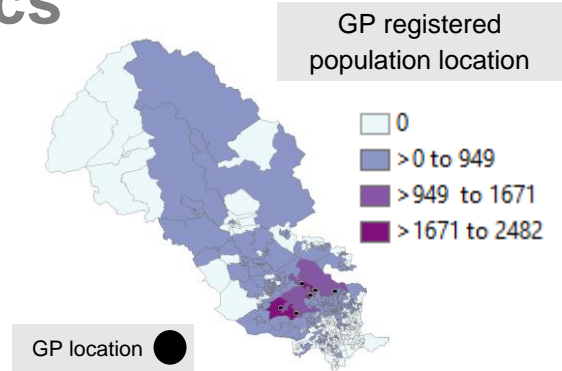 cs
GP registered
population location
0
>0 to 949
>949 to 1671
>1671 to 2482
GP location